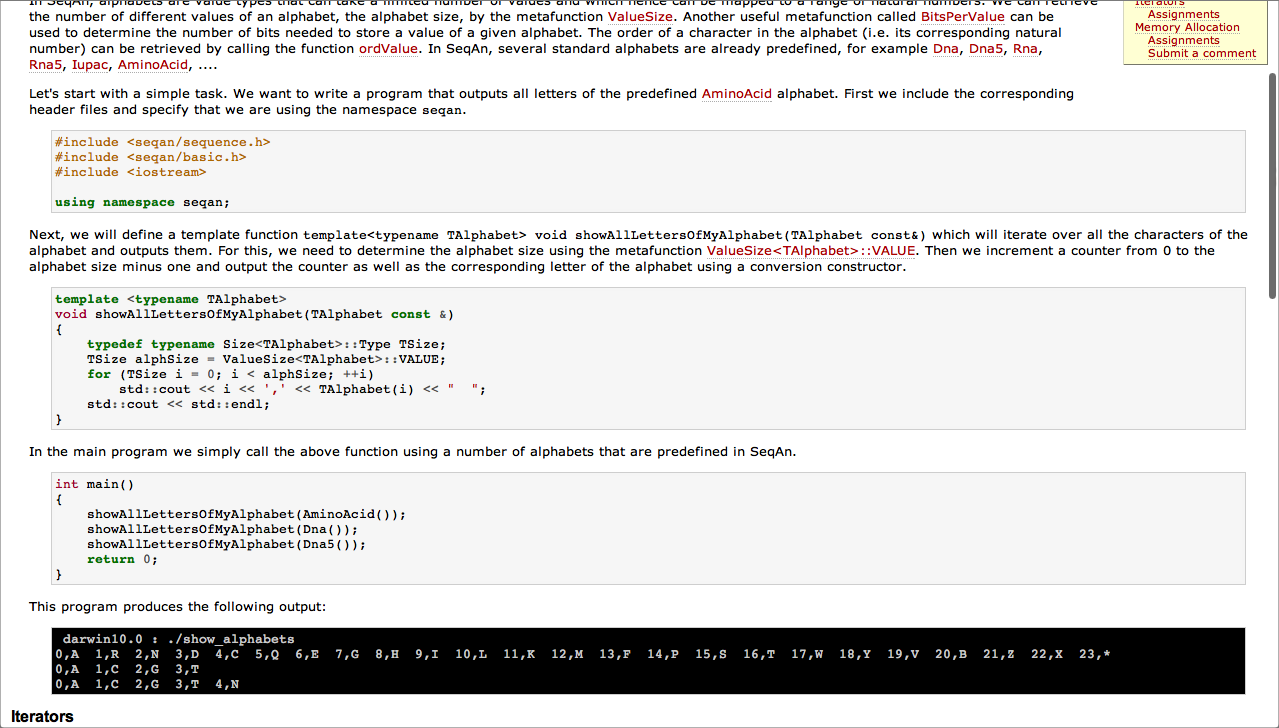 In SeqAn, alphabets are value types that can take a limited number of values and which hence can be mapped to a range of natural numbers. We can retrieve
the number of different values of an alphabet, the alphabet size, by the metafunction ValueSize. Another useful metafunction called BitsPerValue can be
used to determine the number of bits needed to store a value of a given alphabet. The order of a character in the alphabet (i.e. its corresponding natural
number) can be retrieved by calling the function ordValue. In SeqAn, several standard alphabets are already predefined, for example Dna, Dna5, Rna,
Rna5, Iupac, AminoAcid, ....
Iterators
Assignments
Memory Allocation
Assignments
Submit a comment
Let's start with a simple task. We want to write a program that outputs all letters of the predefined AminoAcid alphabet. First we include the corresponding
header files and specify that we are using the namespace seqan.
#include <seqan/sequence.h>
#include <seqan/basic.h>
#include <iostream>
using namespace seqan;
Next, we will define a template function template<typename TAlphabet> void showAllLettersOfMyAlphabet(TAlphabet const&) which will iterate over all the characters of the
alphabet and outputs them. For this, we need to determine the alphabet size using the metafunction ValueSize<TAlphabet>::VALUE. Then we increment a counter from 0 to the
alphabet size minus one and output the counter as well as the corresponding letter of the alphabet using a conversion constructor.
template <typename TAlphabet>
void showAllLettersOfMyAlphabet(TAlphabet const &)
{
    typedef typename Size<TAlphabet>::Type TSize;
    TSize alphSize = ValueSize<TAlphabet>::VALUE;
    for (TSize i = 0; i < alphSize; ++i)
        std::cout << i << ',' << TAlphabet(i) << "  ";
    std::cout << std::endl;
}
In the main program we simply call the above function using a number of alphabets that are predefined in SeqAn.
int main()
{
    showAllLettersOfMyAlphabet(AminoAcid());
    showAllLettersOfMyAlphabet(Dna());
    showAllLettersOfMyAlphabet(Dna5());
    return 0;
}
This program produces the following output:
darwin10.0 : ./show_alphabets
0,A  1,R  2,N  3,D  4,C  5,Q  6,E  7,G  8,H  9,I  10,L  11,K  12,M  13,F  14,P  15,S  16,T  17,W  18,Y  19,V  20,B  21,Z  22,X  23,*
0,A  1,C  2,G  3,T
0,A  1,C  2,G  3,T  4,N
Iterators